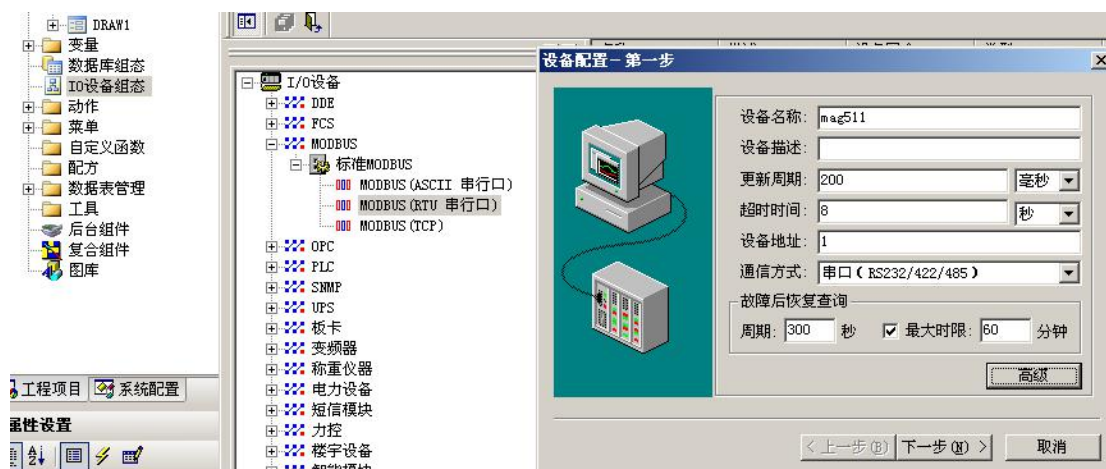 DRAW1
变量
数据库组态
IO设备组态
动作
菜单
自定义函数
配方
数据表管理
工具
后台组件
复合组件
图库
工程项目
系统配置
属性设置
I/O设备
DDE
FCS
MODBUS
标准MODBUS
MODBUS(ASCII 串行口)
MODBUS(RTU 串行口)
MODBUS(TCP)
OPC
PLC
SNMP
UPS
板卡
变频器
称重仪器
电力设备
短信模块
力控
楼宇设备
设备配置-第一步
设备名称: mag511
设备描述:
更新周期: 200 毫秒
超时时间: 8 秒
设备地址: 1
通信方式: 串口(RS232/422/485)
故障后恢复查询
周期: 300 秒 最大时限: 60 分钟
高级
<上一步(B) 下一步(N) > 取消